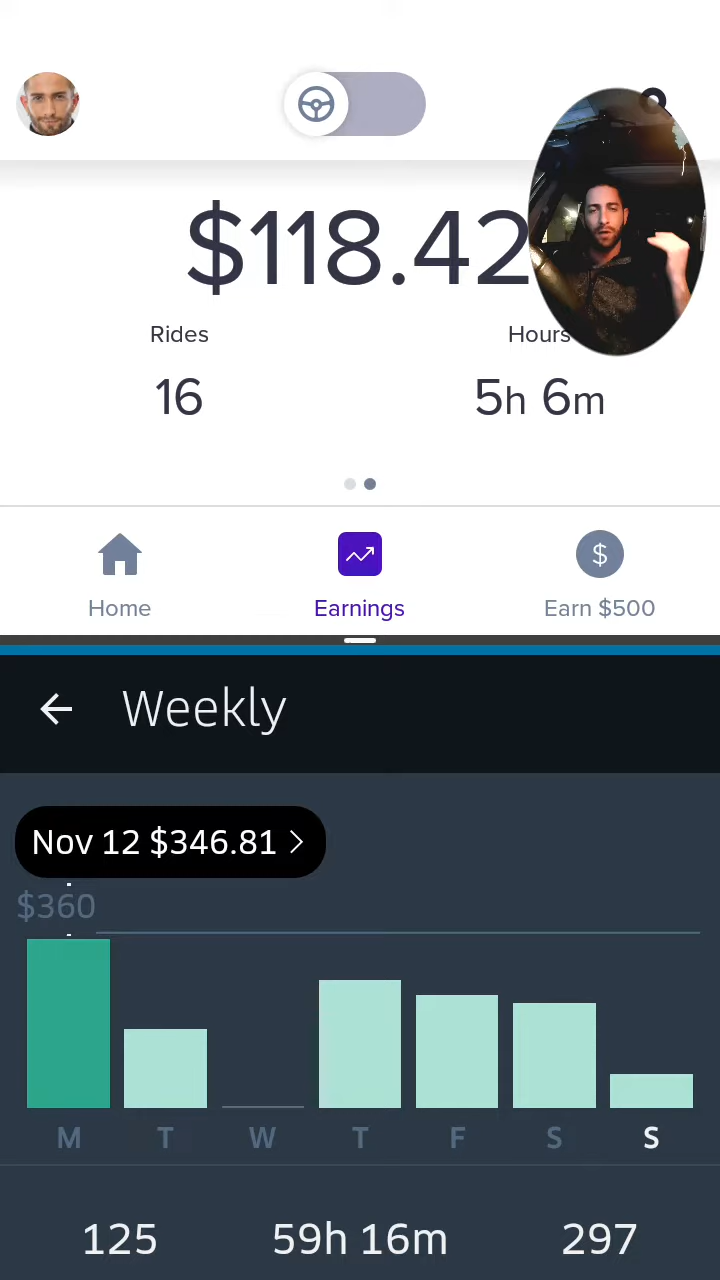 $118.42
Rides
Hours
16
5h 6m
$
Home
Earnings
Earn $500
Weekly
Nov 12 $346.81
$360
M T W T F S S
125 59h 16m 297